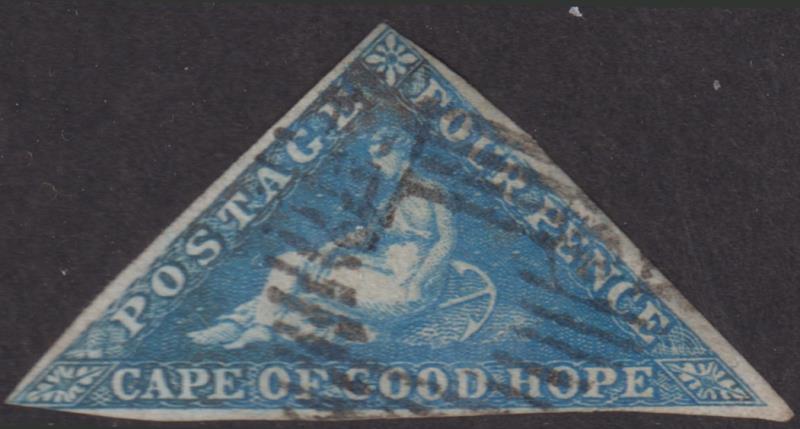 POSTAGE
FOUR PENCE
CAPE OF GOOD HOPE